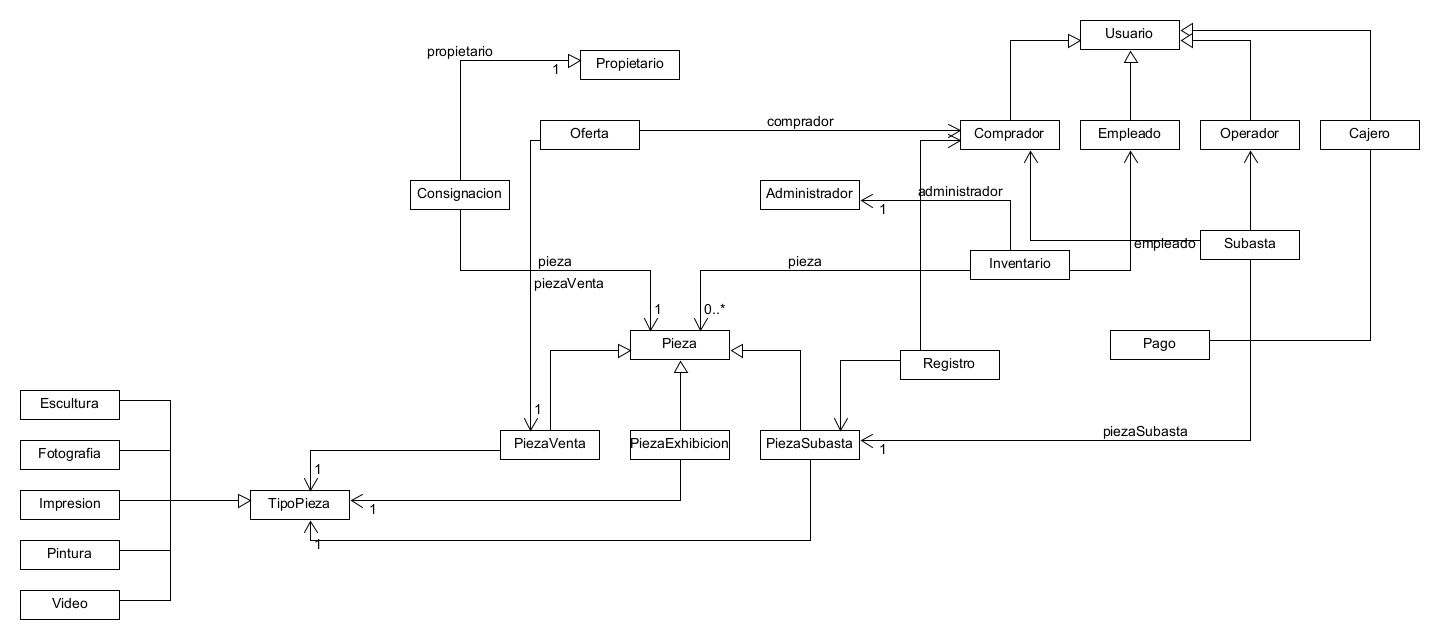 Usuario
propietario
1
Propietario
Oferta
comprador
Comprador
Empleado
Operador
Cajero
Consignacion
Administrador
administrador
1
empleado
Subasta
pieza
pieza
Inventario
piezaVenta
1
0..*
Pieza
Pago
Registro
Escultura
1
piezaSubasta
PiezaVenta
PiezaExhibicion
PiezaSubasta
1
Fotografia
1
Impresion
TipoPieza
1
1
Pintura
Video